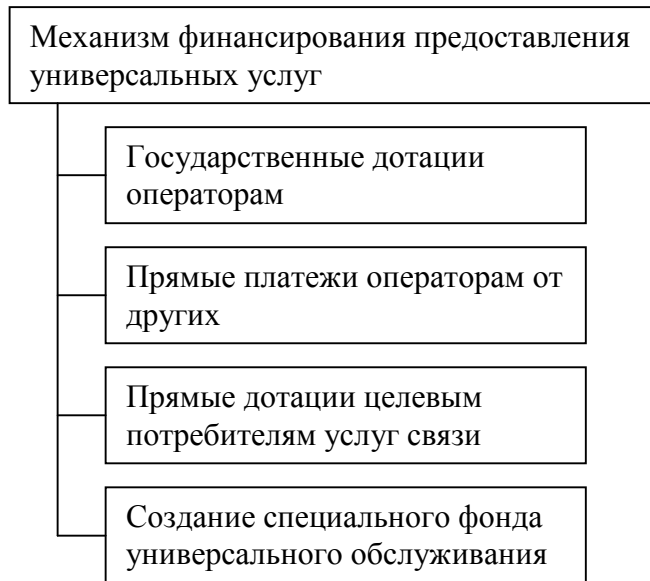 Механизм финансирования предоставления
универсальных услуг
Государственные дотации
операторам
Прямые платежи операторам от
других
Прямые дотации целевым
потребителям услуг связи
Создание специального фонда
универсального обслуживания